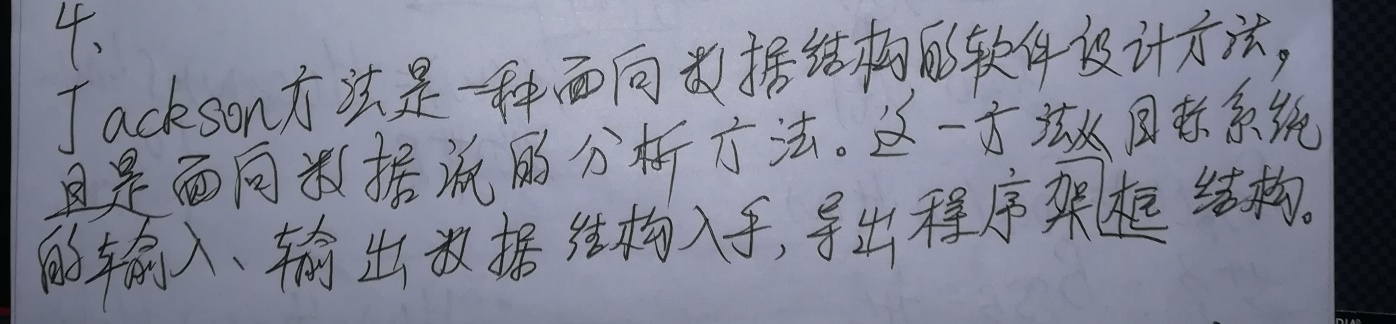 4、
Jackson方法是一种面向数据结构的软件设计方法，
且是面向数据流的分析方法。这一方法从目标系统
的输入、输出数据结构入手，导出程序架框结构。